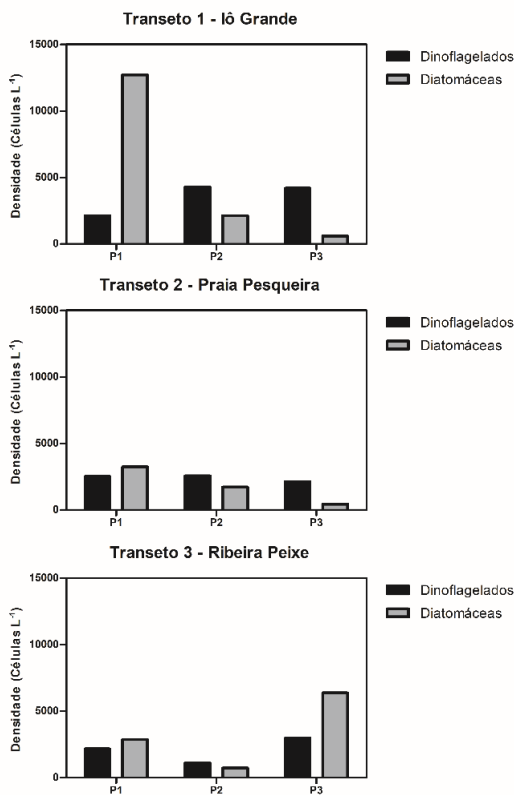 Transeto 1 - Iô Grande
Densidade (Células L-1)
15000
10000
5000
0
P1
P2
P3
Dinoflagelados
Diatomáceas
Transeto 2 - Praia Pesqueira
Densidade (Células L-1)
15000
10000
5000
0
P1
P2
P3
Dinoflagelados
Diatomáceas
Transeto 3 - Ribeira Peixe
Densidade (Células L-1)
15000
10000
5000
0
P1
P2
P3
Dinoflagelados
Diatomáceas